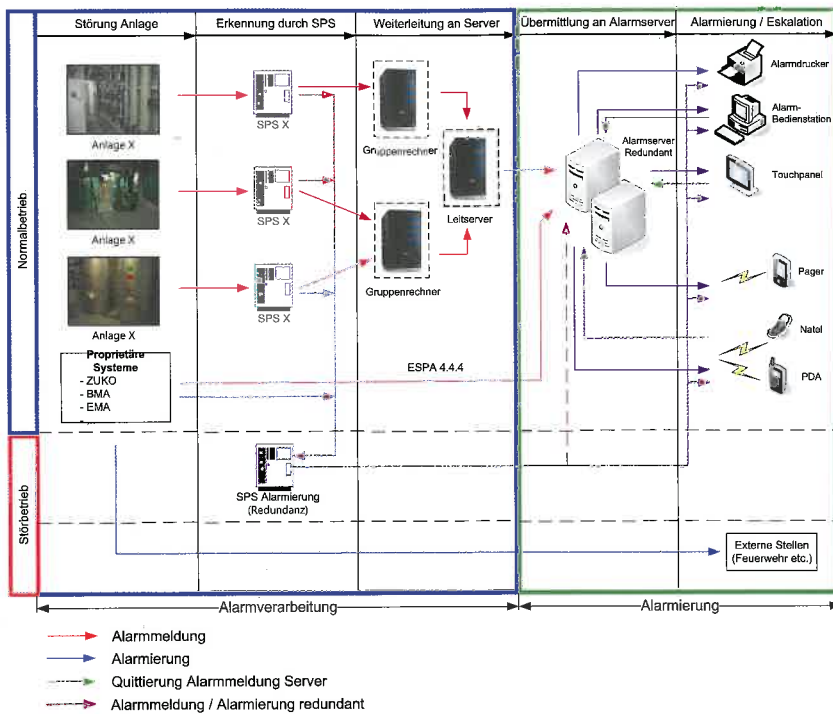 Störung Anlage
Erkennung durch SPS
Weiterleitung an Server
Übermittlung an Alarmserver
Alarmierung / Eskalation
Normalbetrieb
Anlage X
SPS X
Gruppenrechner
Leitserver
Alarmserver
Redundant
Alarmdrucker
Alarm-
Bedienstation
Touchpanel
Anlage X
SPS X
Gruppenrechner
Anlage X
SPS X
Pager
Natel
PDA
Proprietäre
Systeme
- ZUKO
- BMA
- EMA
-
ESPA 4.4.4
Störbetrieb
SPS Alarmierung
(Redundanz)
Externe Stellen
(Feuerwehr etc.)
Alarmverarbeitung
Alarmierung
Alarmmeldung
Alarmierung
Quittierung Alarmmeldung Server
Alarmmeldung / Alarmierung redundant